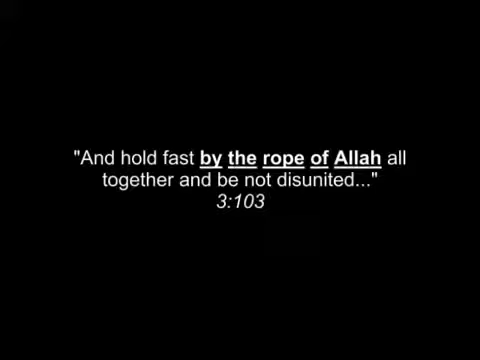 "And hold fast by the rope of Allah all
together and be not disunited..."
3:103